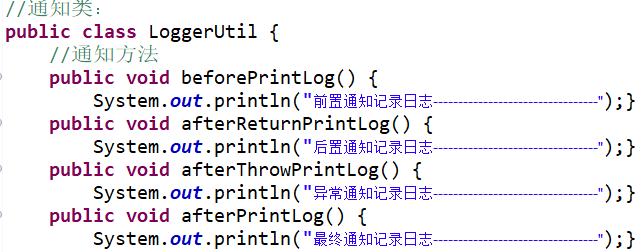 //通知类:
public class LoggerUtil {
//通知方法
public void beforePrintLog() {
System.out.println("前置通知记录日志---------------------------------");}
public void afterReturnPrintLog() {
System.out.println("后置通知记录日志---------------------------------");}
public void afterThrowPrintLog() {
System.out.println("异常通知记录日志---------------------------------");}
public void afterPrintLog() {
System.out.println("最终通知记录日志---------------------------------");}